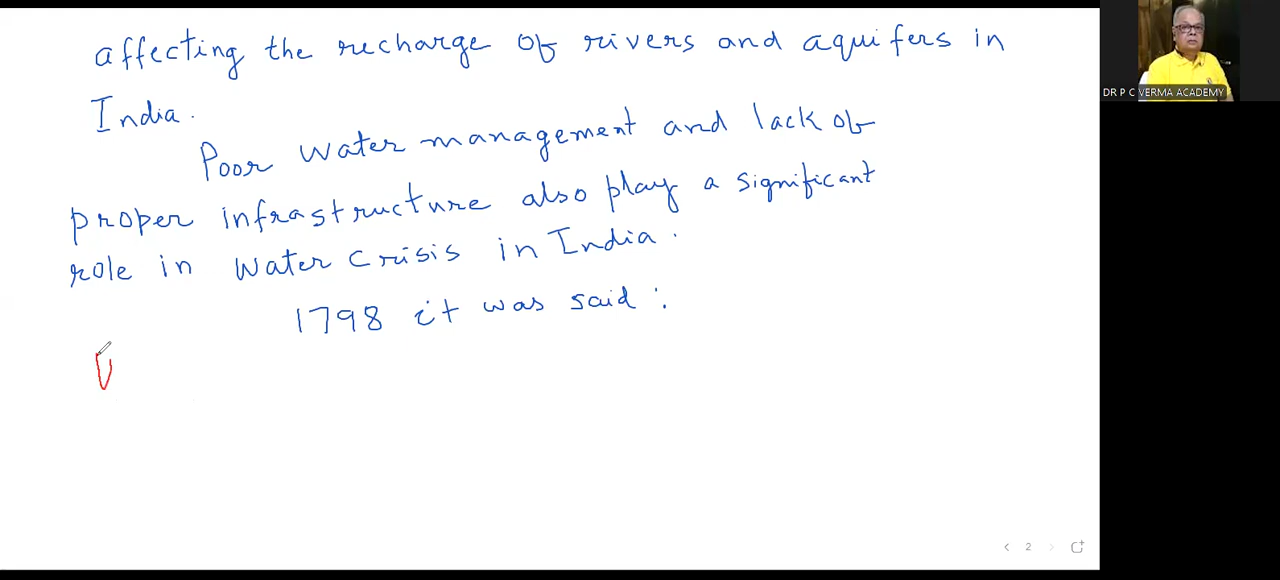 affecting the recharge of rivers and aquifers in
India.
Poor water management and lack of
proper infrastructure also play a significant
role in water crisis in India.
1798 it was said :
DR P C VERMA ACADEMY
2